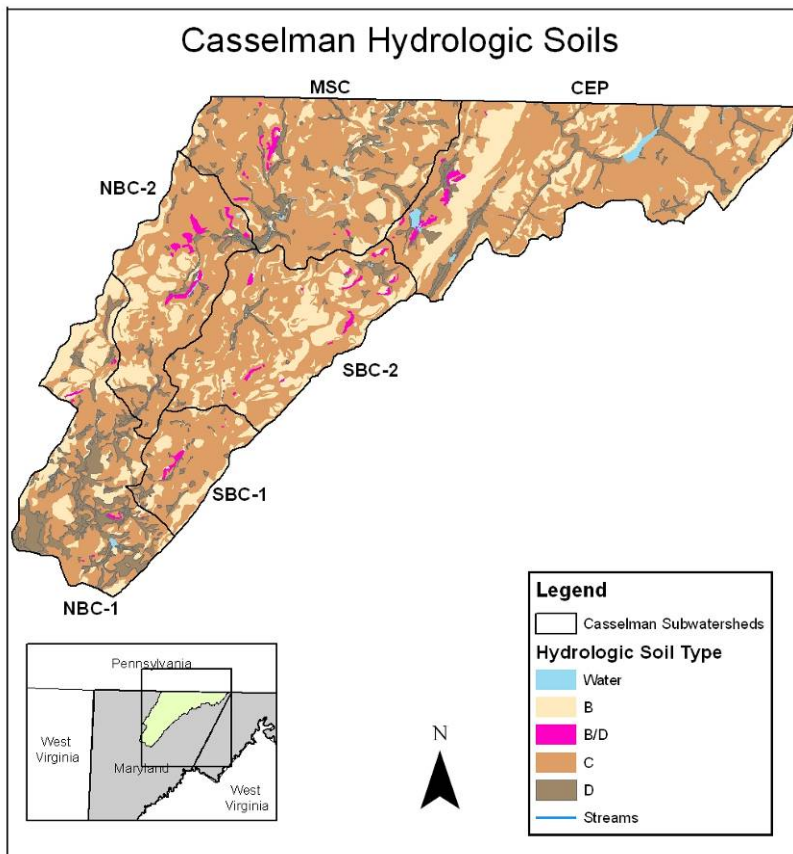 Casselman Hydrologic Soils
MSC
CEP
NBC-2
SBC-2
SBC-1
NBC-1
Legend
Casselman Subwatersheds
Hydrologic Soil Type
Water
B
B/D
C
D
Streams
N
Pennsylvania
West
Virginia
Maryland
West
Virginia